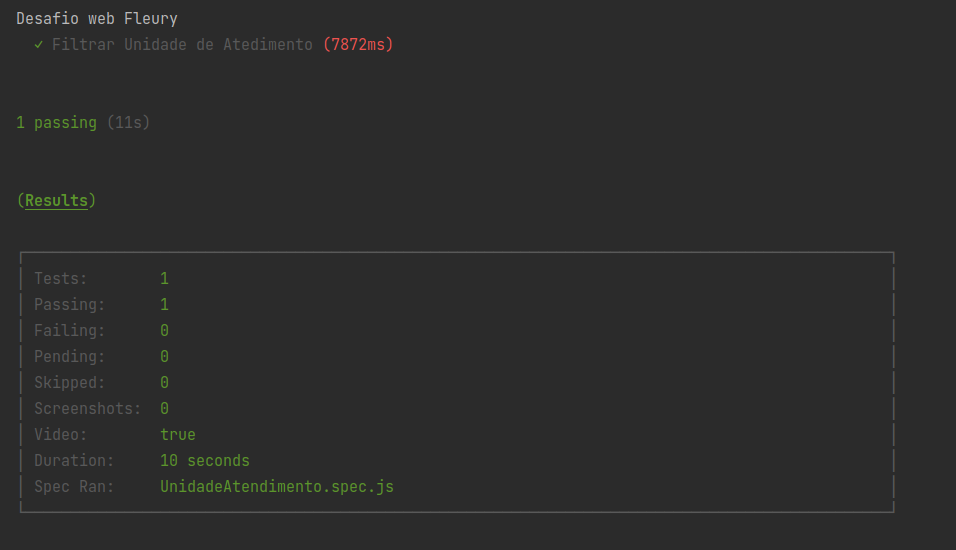 Desafio web Fleury
✓ Filtrar Unidade de Atedimento (7872ms)
1 passing (11s)
(Results)
Tests: 1
Passing: 1
Failing: 0
Pending: 0
Skipped: 0
Screenshots: 0
Video: true
Duration: 10 seconds
Spec Ran: UnidadeAtendimento.spec.js